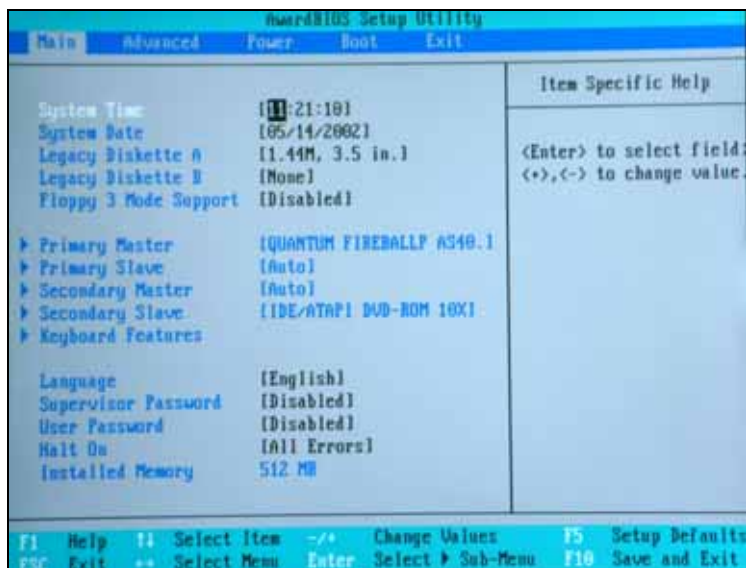 AwardBIOS Setup Utility
Main Advanced Power Boot Exit
Item Specific Help
System Time [11:21:10]
System Date [05/14/2002]
Legacy Diskette A [1.44M, 3.5 in.]
Legacy Diskette B [None]
Floppy 3 Mode Support [Disabled]
<Enter> to select field;
<+>,<-> to change value.
Primary Master [QUANTUM FIREBALLP AS40.]
Primary Slave [Auto]
Secondary Master [Auto]
Secondary Slave [IDE/ATAPI DVD-ROM 10X]
Keyboard Features
Language [English]
Supervisor Password [Disabled]
User Password [Disabled]
Halt On [All Errors]
Installed Memory 512 MB
F1 Help ↑↓ Select Item -/+ Change Values F5 Setup Defaults
ESC Exit ↔ Select Menu Enter Select ▶ Sub-Menu F10 Save and Exit